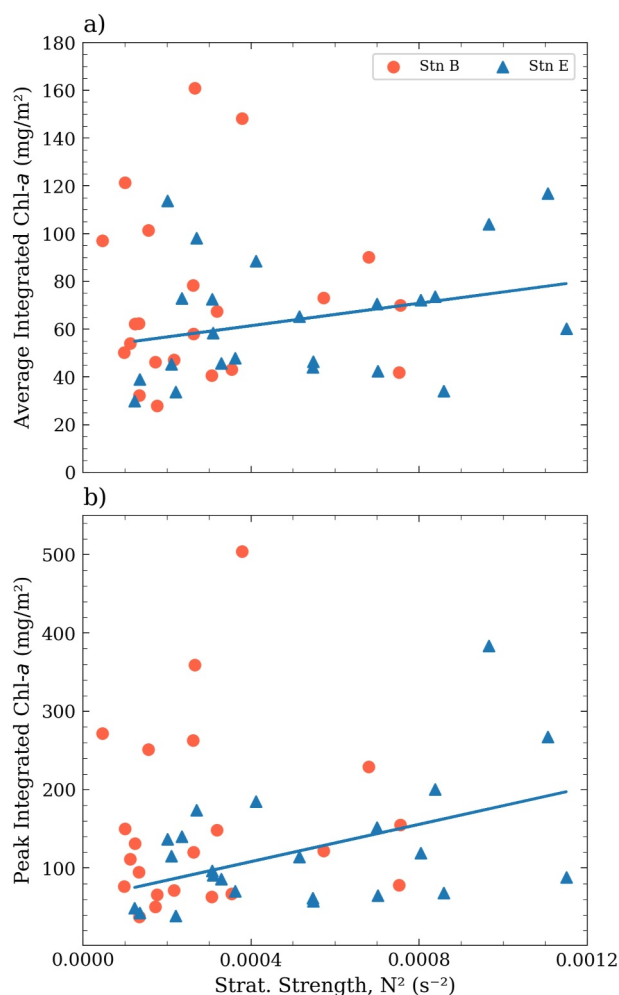 a)
180
160
140
120
100
80
60
40
20
0
Average Integrated Chl-a (mg/m²)
Stn B Stn E
b)
500
400
300
200
100
0
Peak Integrated Chl-a (mg/m²)
0.0000 0.0004 0.0008 0.0012
Strat. Strength, N² (s⁻²)